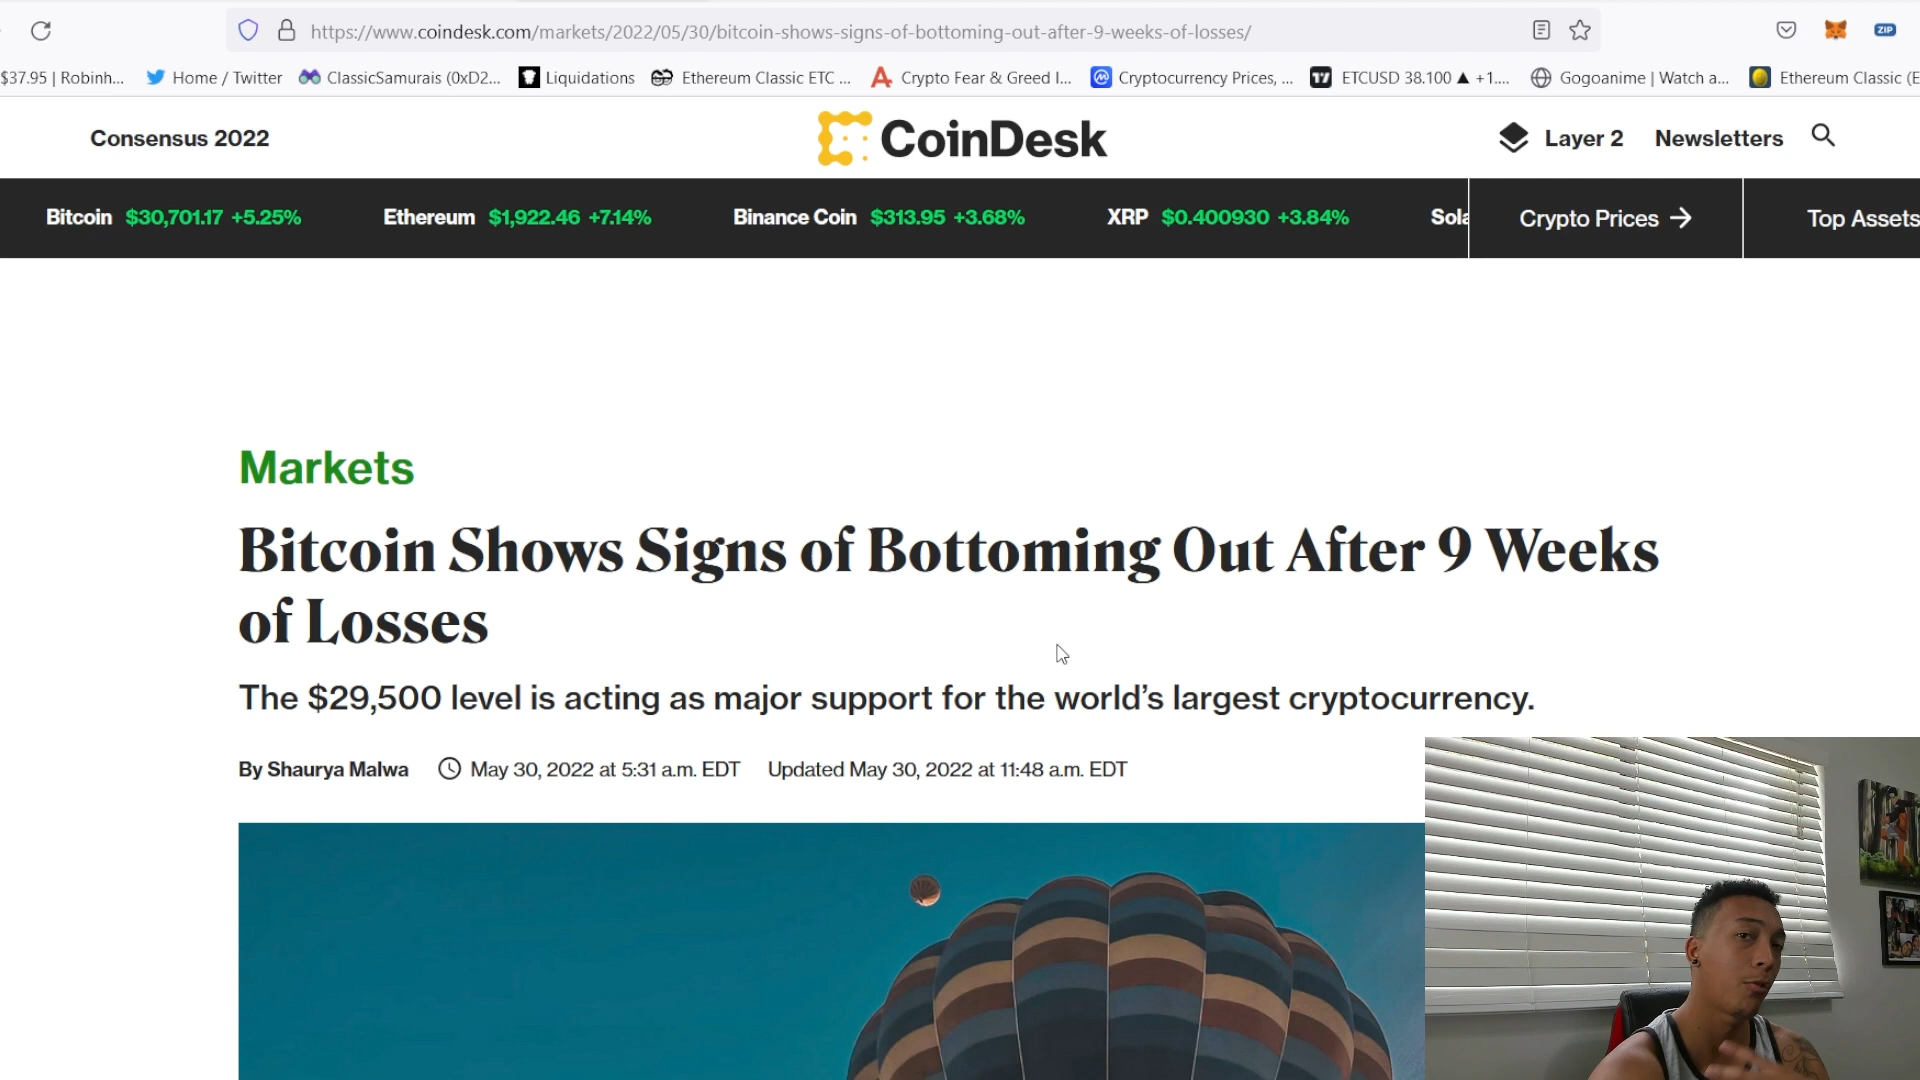 https://www.coindesk.com/markets/2022/05/30/bitcoin-shows-signs-of-bottoming-out-after-9-weeks-of-losses/
ZIP
$37.95 | Robinh... Home / Twitter ClassicSamurais (0xD2... Liquidations Ethereum Classic ETC ... Crypto Fear & Greed I... Cryptocurrency Prices, ... ETCUSD 38.100 ▲ +1.... Gogoanime | Watch a... Ethereum Classic (E
Consensus 2022 CoinDesk Layer 2 Newsletters
Bitcoin $30,701.17 +5.25% Ethereum $1,922.46 +7.14% Binance Coin $313.95 +3.68% XRP $0.400930 +3.84% Sola Crypto Prices → Top Assets
Markets
Bitcoin Shows Signs of Bottoming Out After 9 Weeks
of Losses
The $29,500 level is acting as major support for the world’s largest cryptocurrency.
By Shaurya Malwa May 30, 2022 at 5:31 a.m. EDT Updated May 30, 2022 at 11:48 a.m. EDT